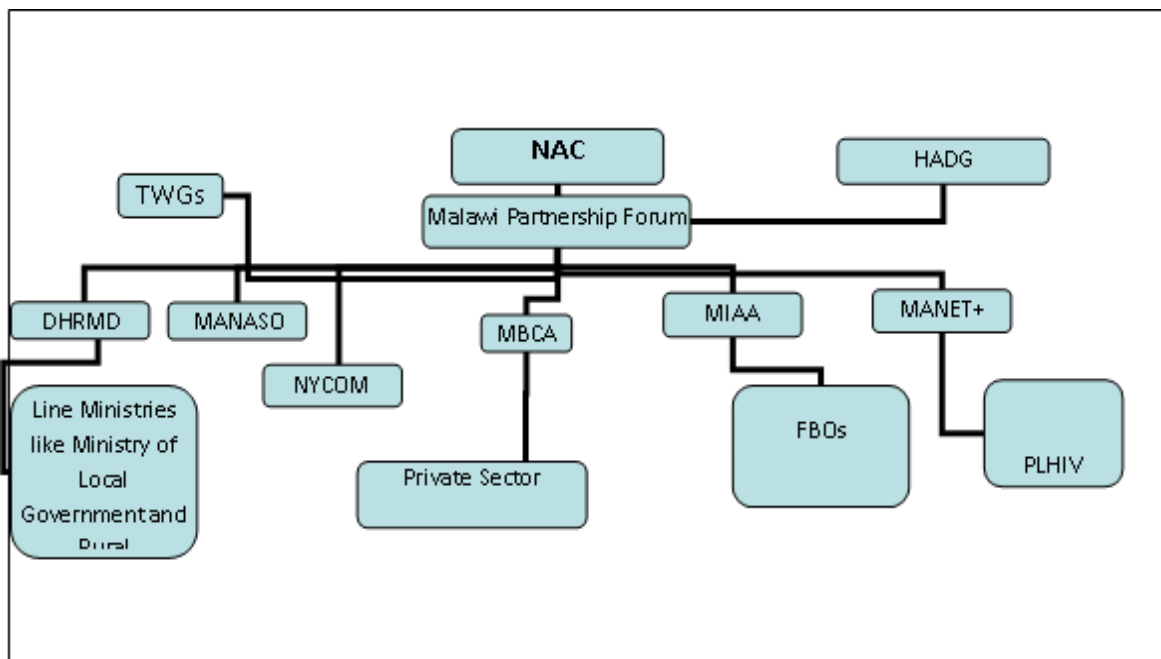 NAC
HADG
TWGs
Malawi Partnership Forum
DHRMD
MANASO
MBCA
MIAA
MANET+
NYCOM
Line Ministries
like Ministry of
Local
Government and
Rural
Private Sector
FBOs
PLHIV